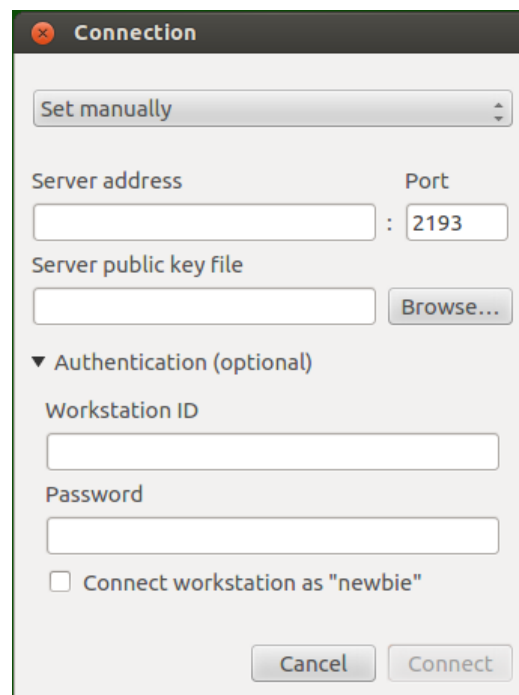 Connection
Set manually
Server address Port
: 2193
Server public key file
Browse...
Authentication (optional)
Workstation ID
Password
Connect workstation as "newbie"
Cancel Connect